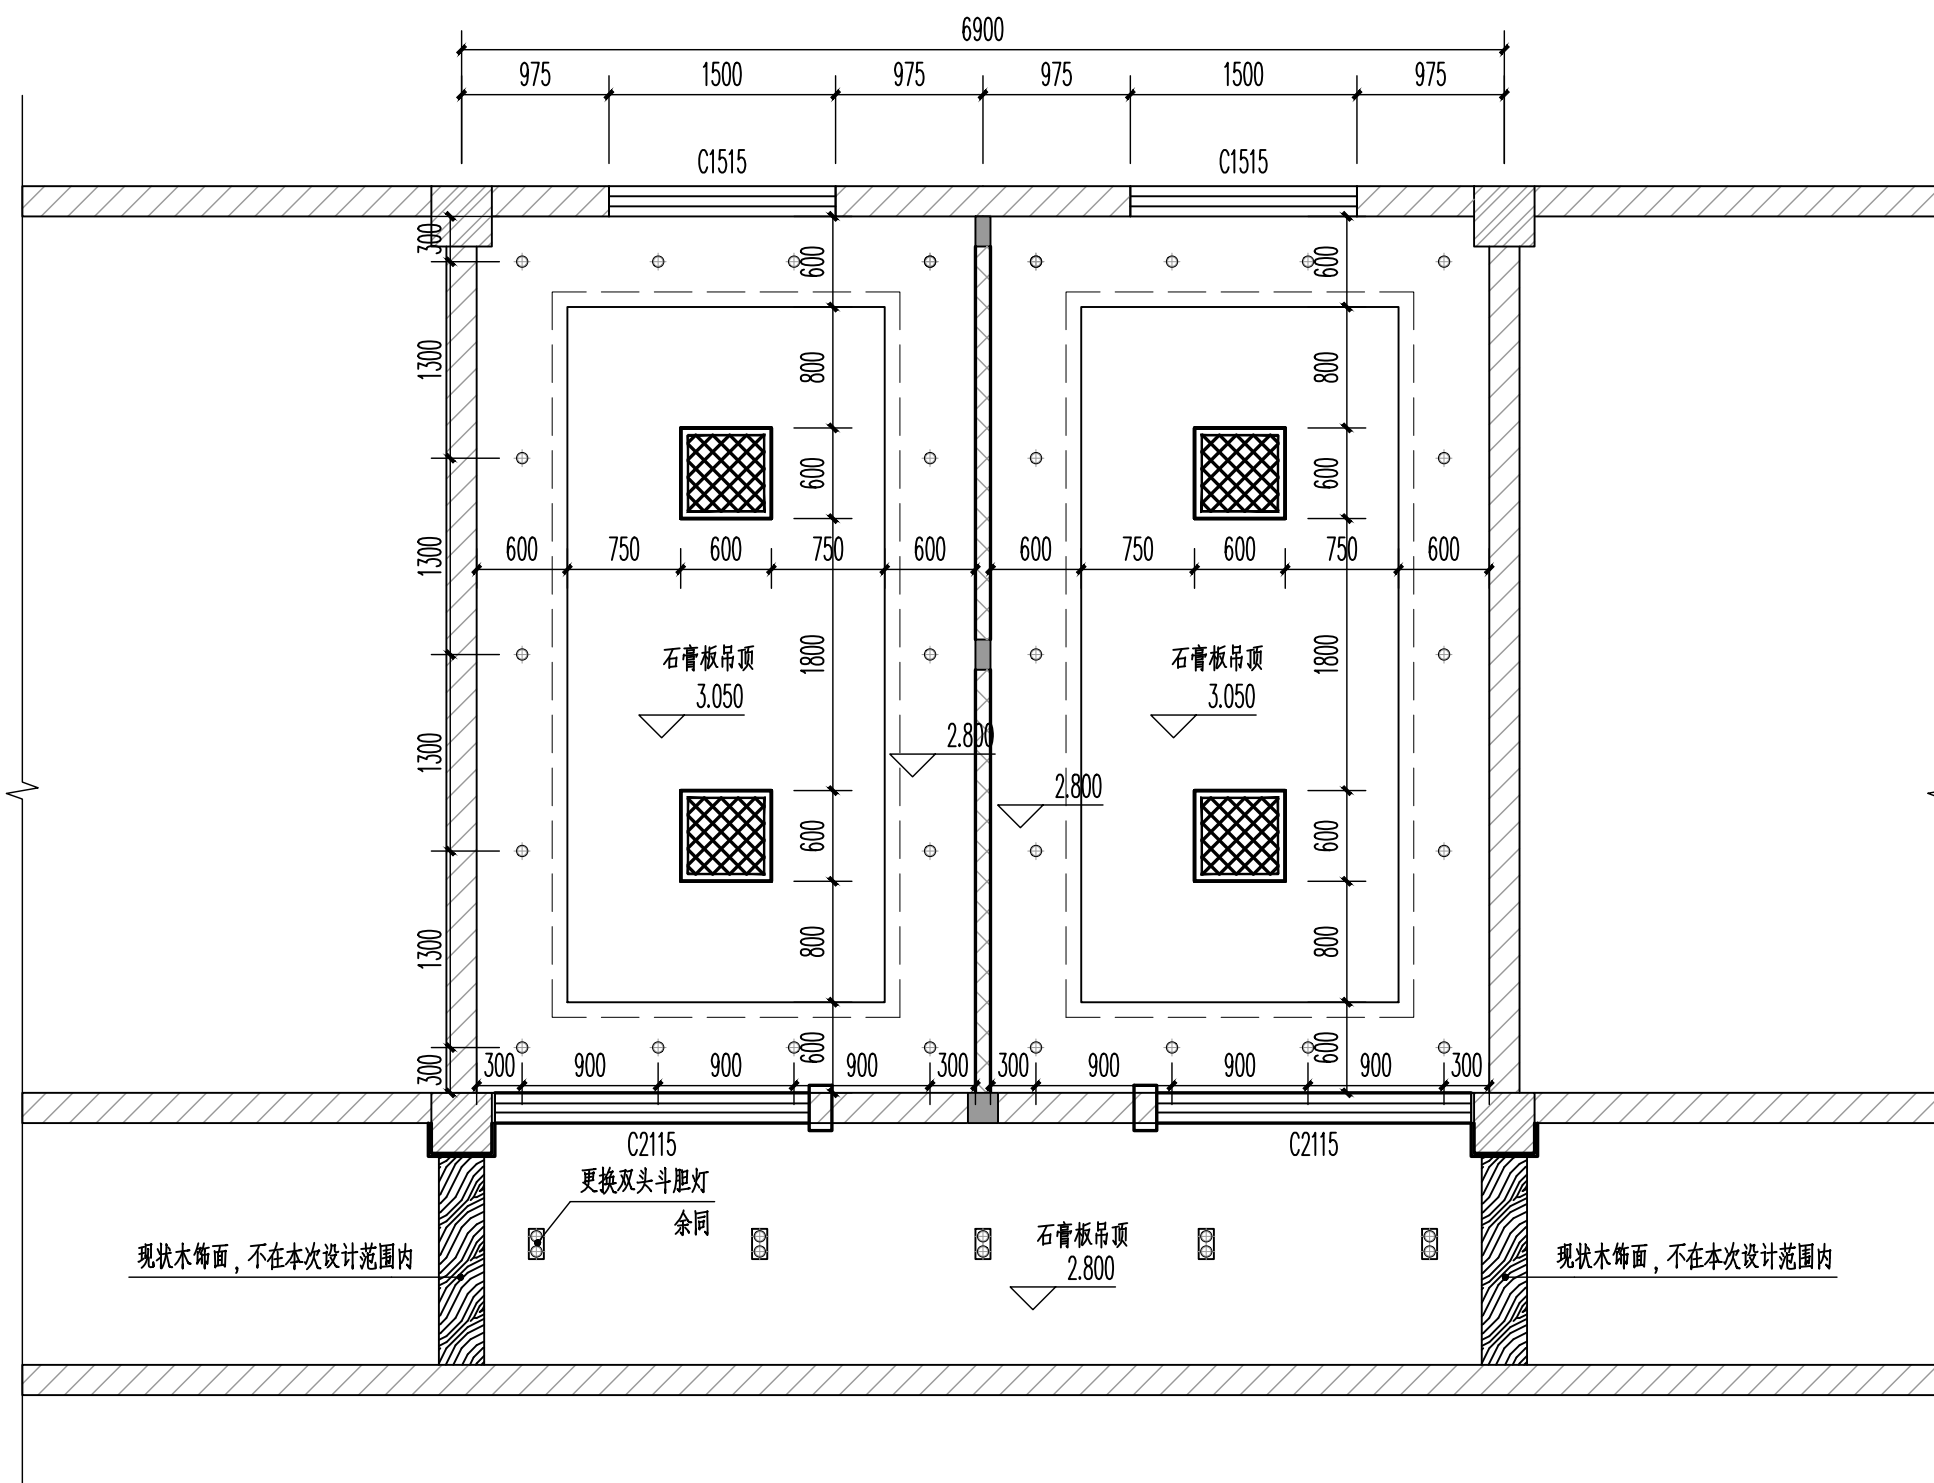 6900
975 1500 975 975 1500 975
C1515 C1515
300 600 600
1300 800 800
600 600
1300 600 750 600 750 600 600 750 600 750 600
1800 1800
石膏板吊顶 石膏板吊顶
3.050 3.050
1300 2.800
2.800
600 600
1300 800 800
600 600
300 300 900 900 900 300 300 900 900 900 300
C2115 C2115
更换双头斗胆灯
余同
石膏板吊顶
现状木饰面，不在本次设计范围内 现状木饰面，不在本次设计范围内
2.800